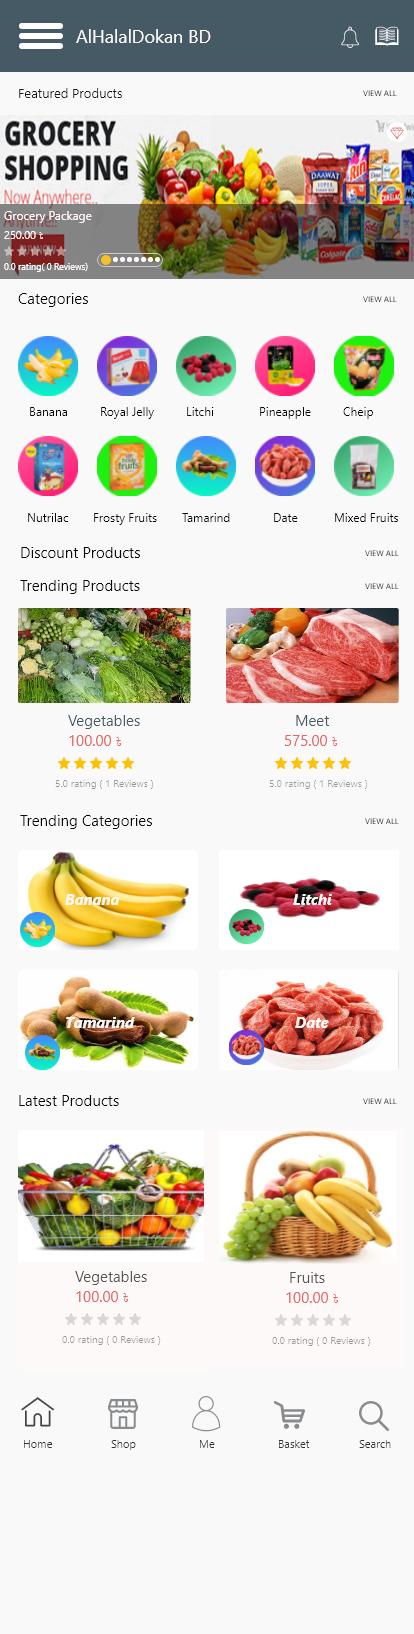 AlHalalDokan BD
Featured Products
VIEW ALL
GROCERY
SHOPPING
Now Anywhere..
DAAWAT
Rin
Colgate
Grocery Package
250.00 ৳
0.0 rating( 0 Reviews)
Categories
VIEW ALL
Banana
Royal Jelly
Litchi
Pineapple
Cheip
Nutrilac
Frosty Fruits
Tamarind
Date
Mixed Fruits
Discount Products
VIEW ALL
Trending Products
VIEW ALL
Vegetables
Meet
100.00 ৳
575.00 ৳
5.0 rating ( 1 Reviews )
5.0 rating ( 1 Reviews )
Trending Categories
VIEW ALL
Banana
Litchi
Tamarind
Date
Latest Products
VIEW ALL
Vegetables
Fruits
100.00 ৳
100.00 ৳
0.0 rating ( 0 Reviews )
0.0 rating ( 0 Reviews )
Home
Shop
Me
Basket
Search